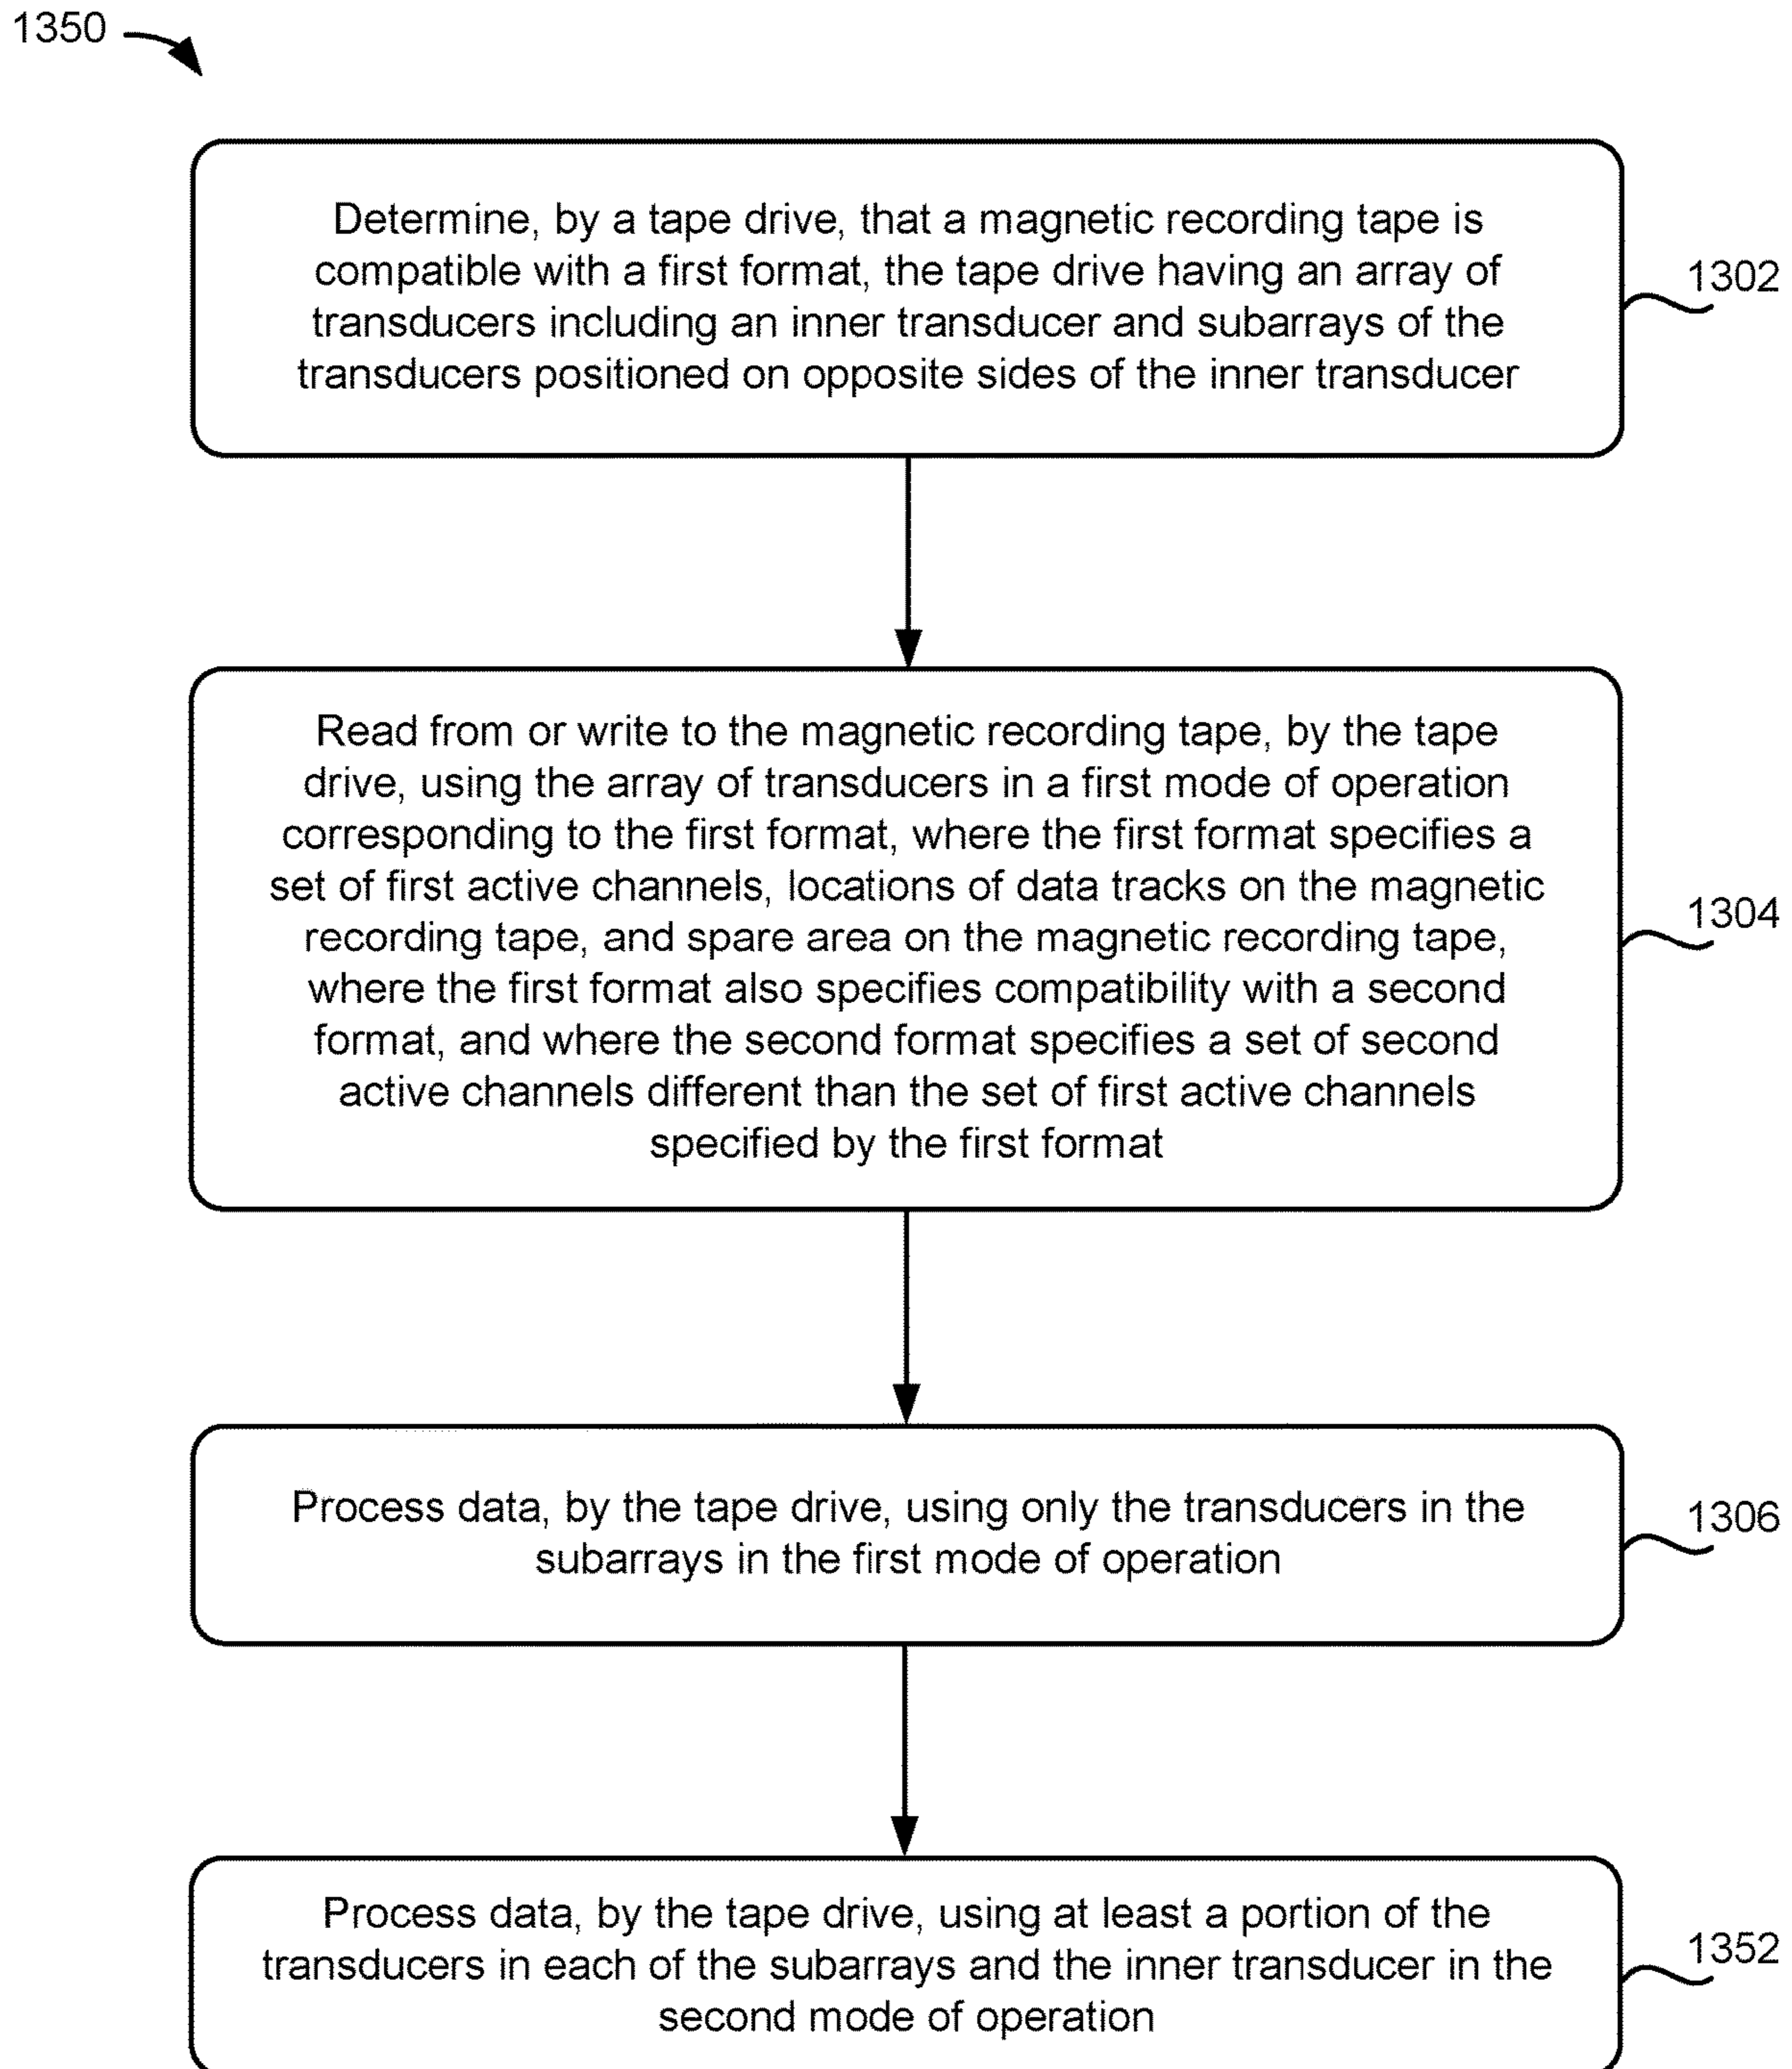 1350
Determine, by a tape drive, that a magnetic recording tape is
compatible with a first format, the tape drive having an array of
transducers including an inner transducer and subarrays of the
transducers positioned on opposite sides of the inner transducer
1302
Read from or write to the magnetic recording tape, by the tape
drive, using the array of transducers in a first mode of operation
corresponding to the first format, where the first format specifies a
set of first active channels, locations of data tracks on the magnetic
recording tape, and spare area on the magnetic recording tape,
where the first format also specifies compatibility with a second
format, and where the second format specifies a set of second
active channels different than the set of first active channels
specified by the first format
1304
Process data, by the tape drive, using only the transducers in the
subarrays in the first mode of operation
1306
Process data, by the tape drive, using at least a portion of the
transducers in each of the subarrays and the inner transducer in the
second mode of operation
1352